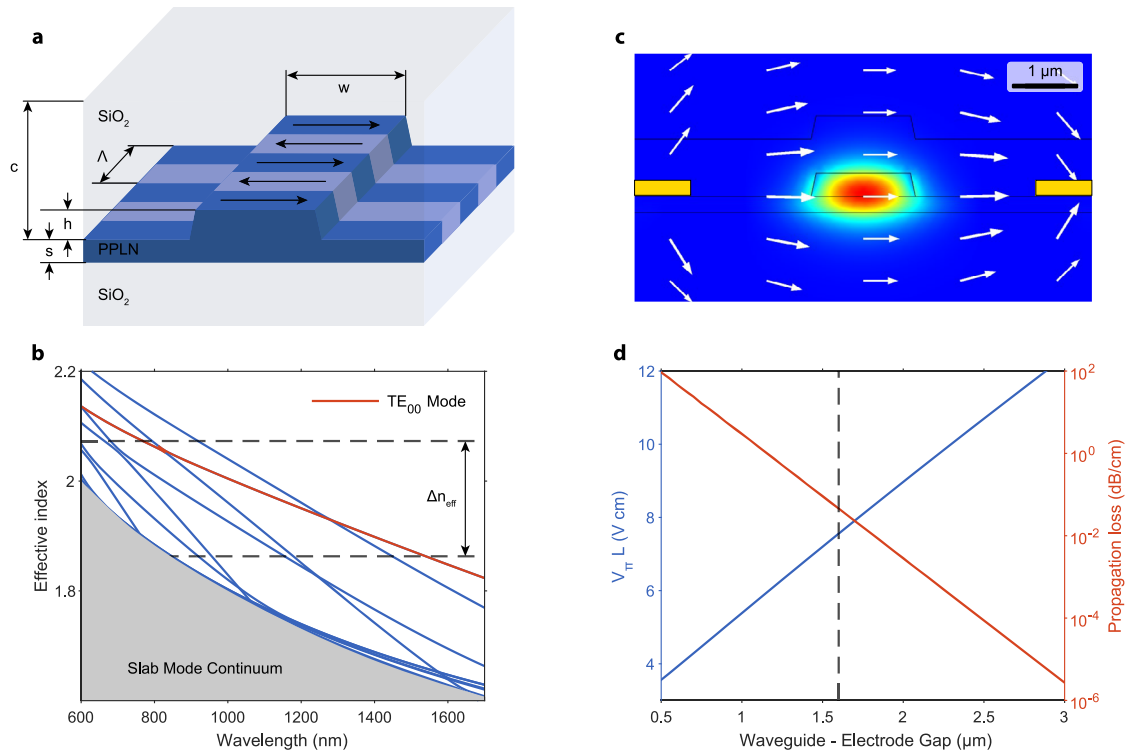 a
w
SiO2
c
Λ
h
s
PPLN
SiO2
b
2.2
2
1.8
Effective index
TE00 Mode
Δneff
Slab Mode Continuum
600
800
1000
1200
1400
1600
Wavelength (nm)
c
1 μm
d
12
10
8
6
4
Vπ L (V cm)
10^2
10^0
10^-2
10^-4
10^-6
Propagation loss (dB/cm)
0.5
1
1.5
2
2.5
3
Waveguide - Electrode Gap (μm)